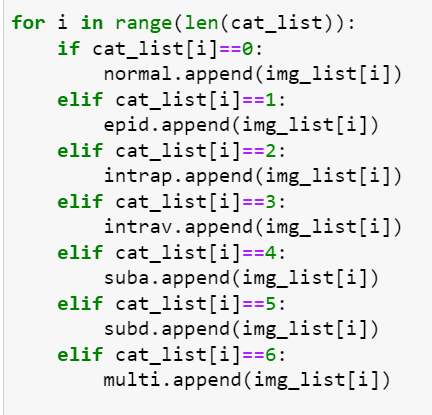 for i in range(len(cat_list)):
    if cat_list[i]==0:
        normal.append(img_list[i])
    elif cat_list[i]==1:
        epid.append(img_list[i])
    elif cat_list[i]==2:
        intrap.append(img_list[i])
    elif cat_list[i]==3:
        intrav.append(img_list[i])
    elif cat_list[i]==4:
        suba.append(img_list[i])
    elif cat_list[i]==5:
        subd.append(img_list[i])
    elif cat_list[i]==6:
        multi.append(img_list[i])